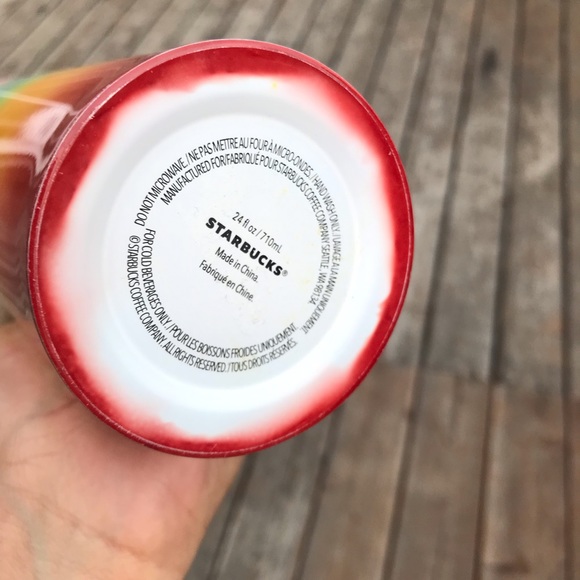 DO NOT MICROWAVE. / NE PAS METTRE AU FOUR À MICRO-ONDES. / HAND WASH ONLY. / LAVAGE À LA MAIN UNIQUEMENT.
MANUFACTURED FOR/FABRIQUÉ POUR STARBUCKS COFFEE COMPANY SEATTLE, WA 98134
24 fl oz / 710mL
STARBUCKS®
Made in China.
Fabriqué en Chine.
FOR COLD BEVERAGES ONLY. / POUR LES BOISSONS FROIDES UNIQUEMENT.
© STARBUCKS COFFEE COMPANY. ALL RIGHTS RESERVED. / TOUS DROITS RÉSERVÉS.